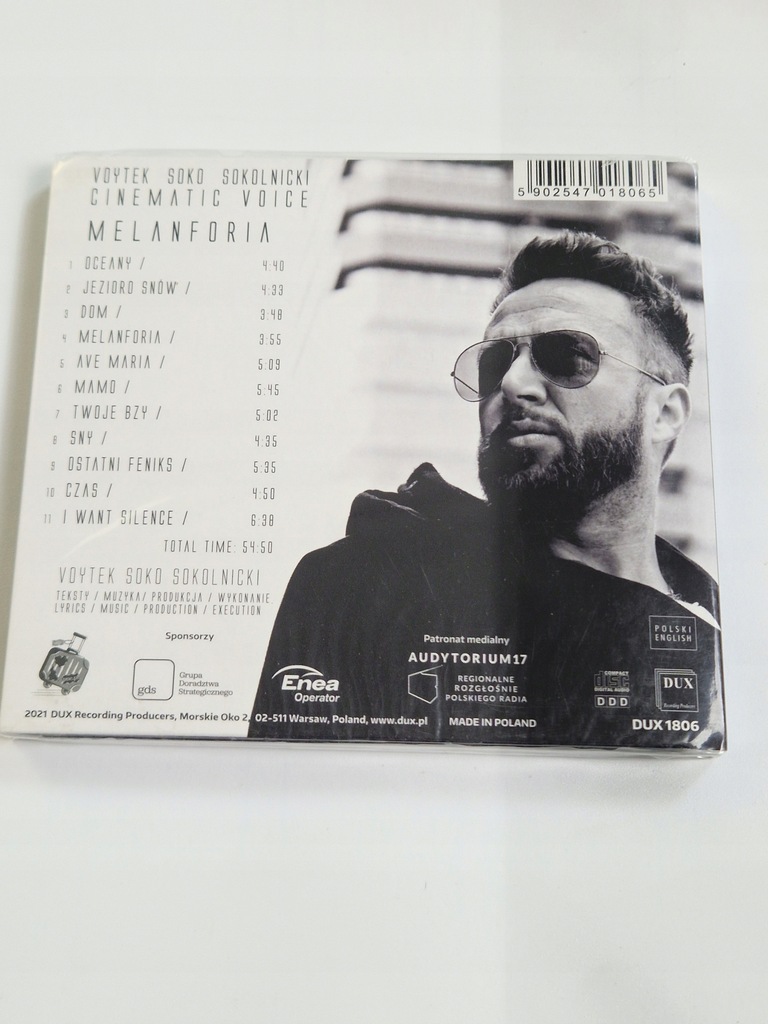 5 902547 018065
VOYTEK SOKO SOKOLNICKI
CINEMATIC VOICE
MELANFORIA
1 OCEANY / 4:40
2 JEZIORO SNÓW / 4:33
3 DOM / 3:48
4 MELANFORIA / 3:55
5 AVE MARIA / 5:09
6 MAMO / 5:45
7 TWOJE BZY / 5:02
8 SNY / 4:35
9 OSTATNI FENIKS / 5:35
10 CZAS / 4:50
11 I WANT SILENCE / 6:38
TOTAL TIME: 54:50
VOYTEK SOKO SOKOLNICKI
TEKSTY / MUZYKA/ PRODUKCJA / WYKONANIE
LYRICS / MUSIC / PRODUCTION / EXECUTION
POLSKI
ENGLISH
Sponsorzy
gds
Grupa
Doradztwa
Strategicznego
Enea
Operator
Patronat medialny
AUDYTORIUM17
REGIONALNE
ROZGŁOŚNIE
POLSKIEGO RADIA
COMPACT
disc
DIGITAL AUDIO
DDD
DUX
Recording Producers
2021 DUX Recording Producers, Morskie Oko 2, 02-511 Warsaw, Poland, www.dux.pl MADE IN POLAND
DUX 1806